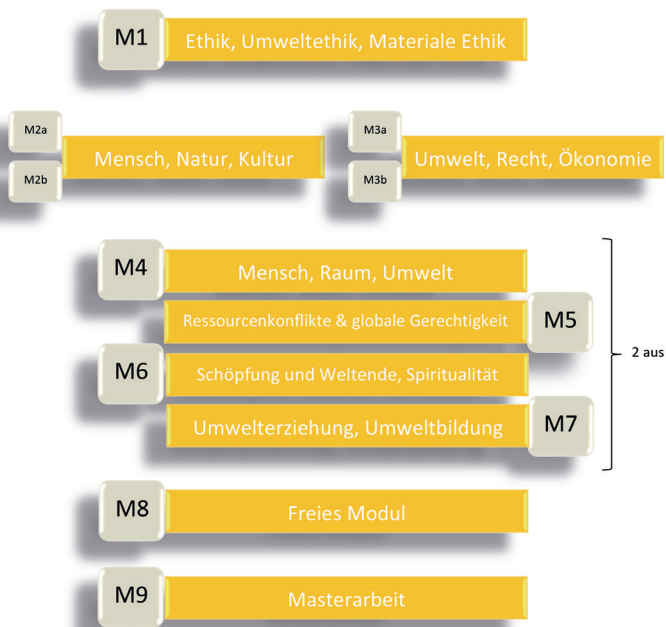 M1 Ethik, Umweltethik, Materiale Ethik
M2a
Mensch, Natur, Kultur
M2b
M3a
Umwelt, Recht, Ökonomie
M3b
M4 Mensch, Raum, Umwelt
Ressourcenkonflikte & globale Gerechtigkeit M5
2 aus
M6 Schöpfung und Weltende, Spiritualität
Umwelterziehung, Umweltbildung M7
M8 Freies Modul
M9 Masterarbeit